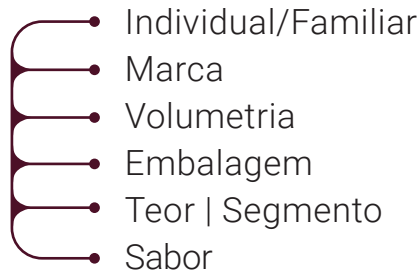 Individual/Familiar
Marca
Volumetria
Embalagem
Teor | Segmento
Sabor